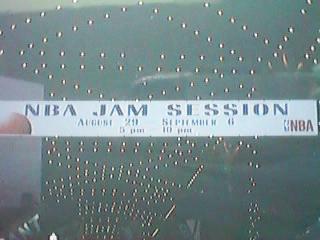 NBA JAM SESSION
August 29 September 6
5 pm 10 pm
NBA